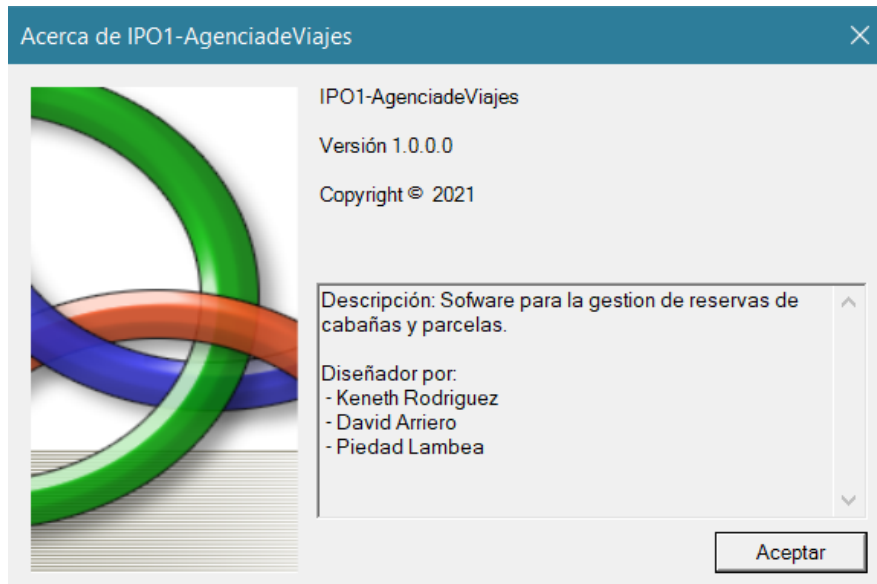 Acerca de IPO1-AgenciadeViajes
IPO1-AgenciadeViajes
Versión 1.0.0.0
Copyright © 2021
Descripción: Sofware para la gestion de reservas de
cabañas y parcelas.
Diseñador por:
- Keneth Rodriguez
- David Arriero
- Piedad Lambea
Aceptar